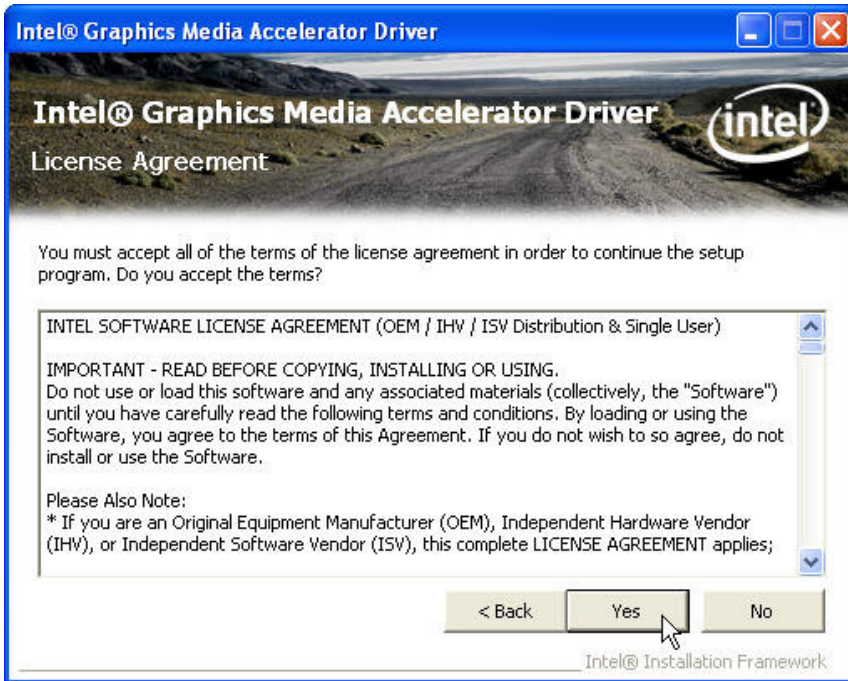 Intel® Graphics Media Accelerator Driver
Intel® Graphics Media Accelerator Driver
intel
License Agreement
You must accept all of the terms of the license agreement in order to continue the setup
program. Do you accept the terms?
INTEL SOFTWARE LICENSE AGREEMENT (OEM / IHV / ISV Distribution & Single User)
IMPORTANT - READ BEFORE COPYING, INSTALLING OR USING.
Do not use or load this software and any associated materials (collectively, the "Software")
until you have carefully read the following terms and conditions. By loading or using the
Software, you agree to the terms of this Agreement. If you do not wish to so agree, do not
install or use the Software.
Please Also Note:
* If you are an Original Equipment Manufacturer (OEM), Independent Hardware Vendor
(IHV), or Independent Software Vendor (ISV), this complete LICENSE AGREEMENT applies;
< Back Yes No
Intel® Installation Framework